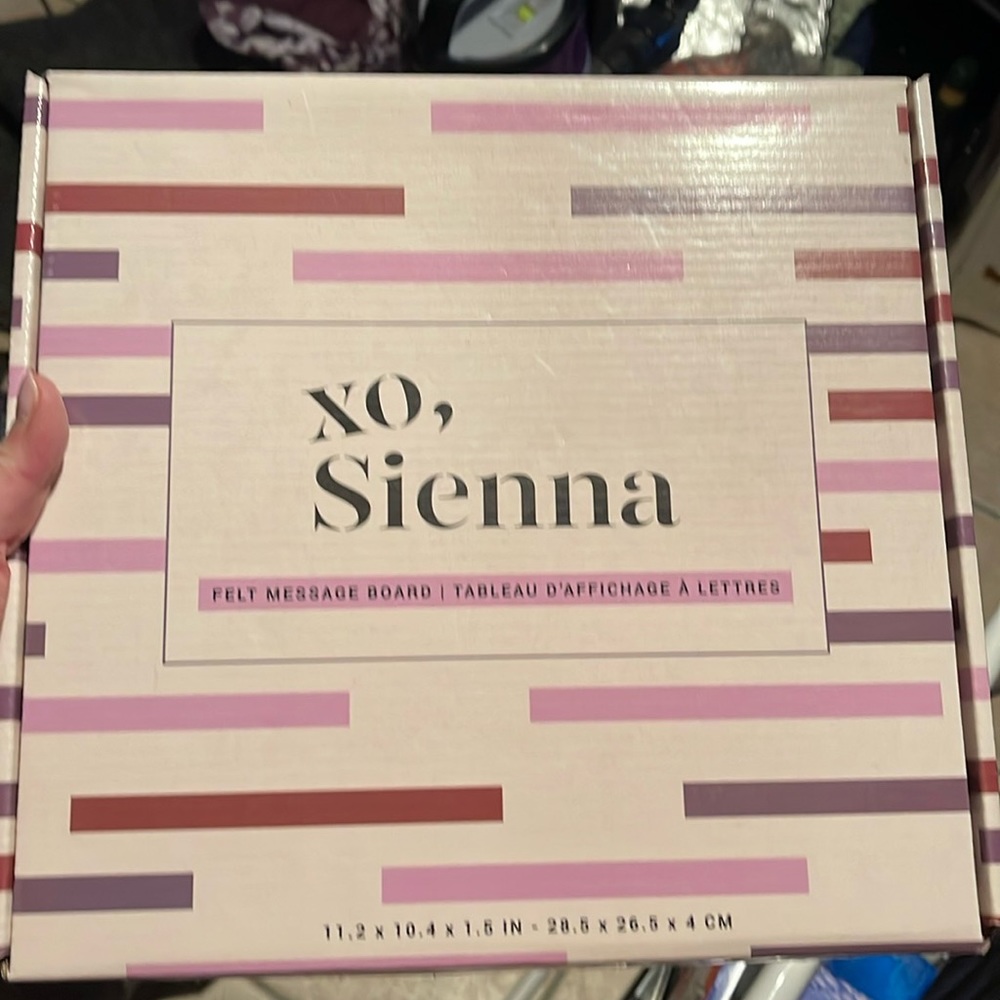 xo,
Sienna
FELT MESSAGE BOARD | TABLEAU D'AFFICHAGE À LETTRES
11.2 x 10.4 x 1.5 IN - 28.5 x 26.5 x 4 CM